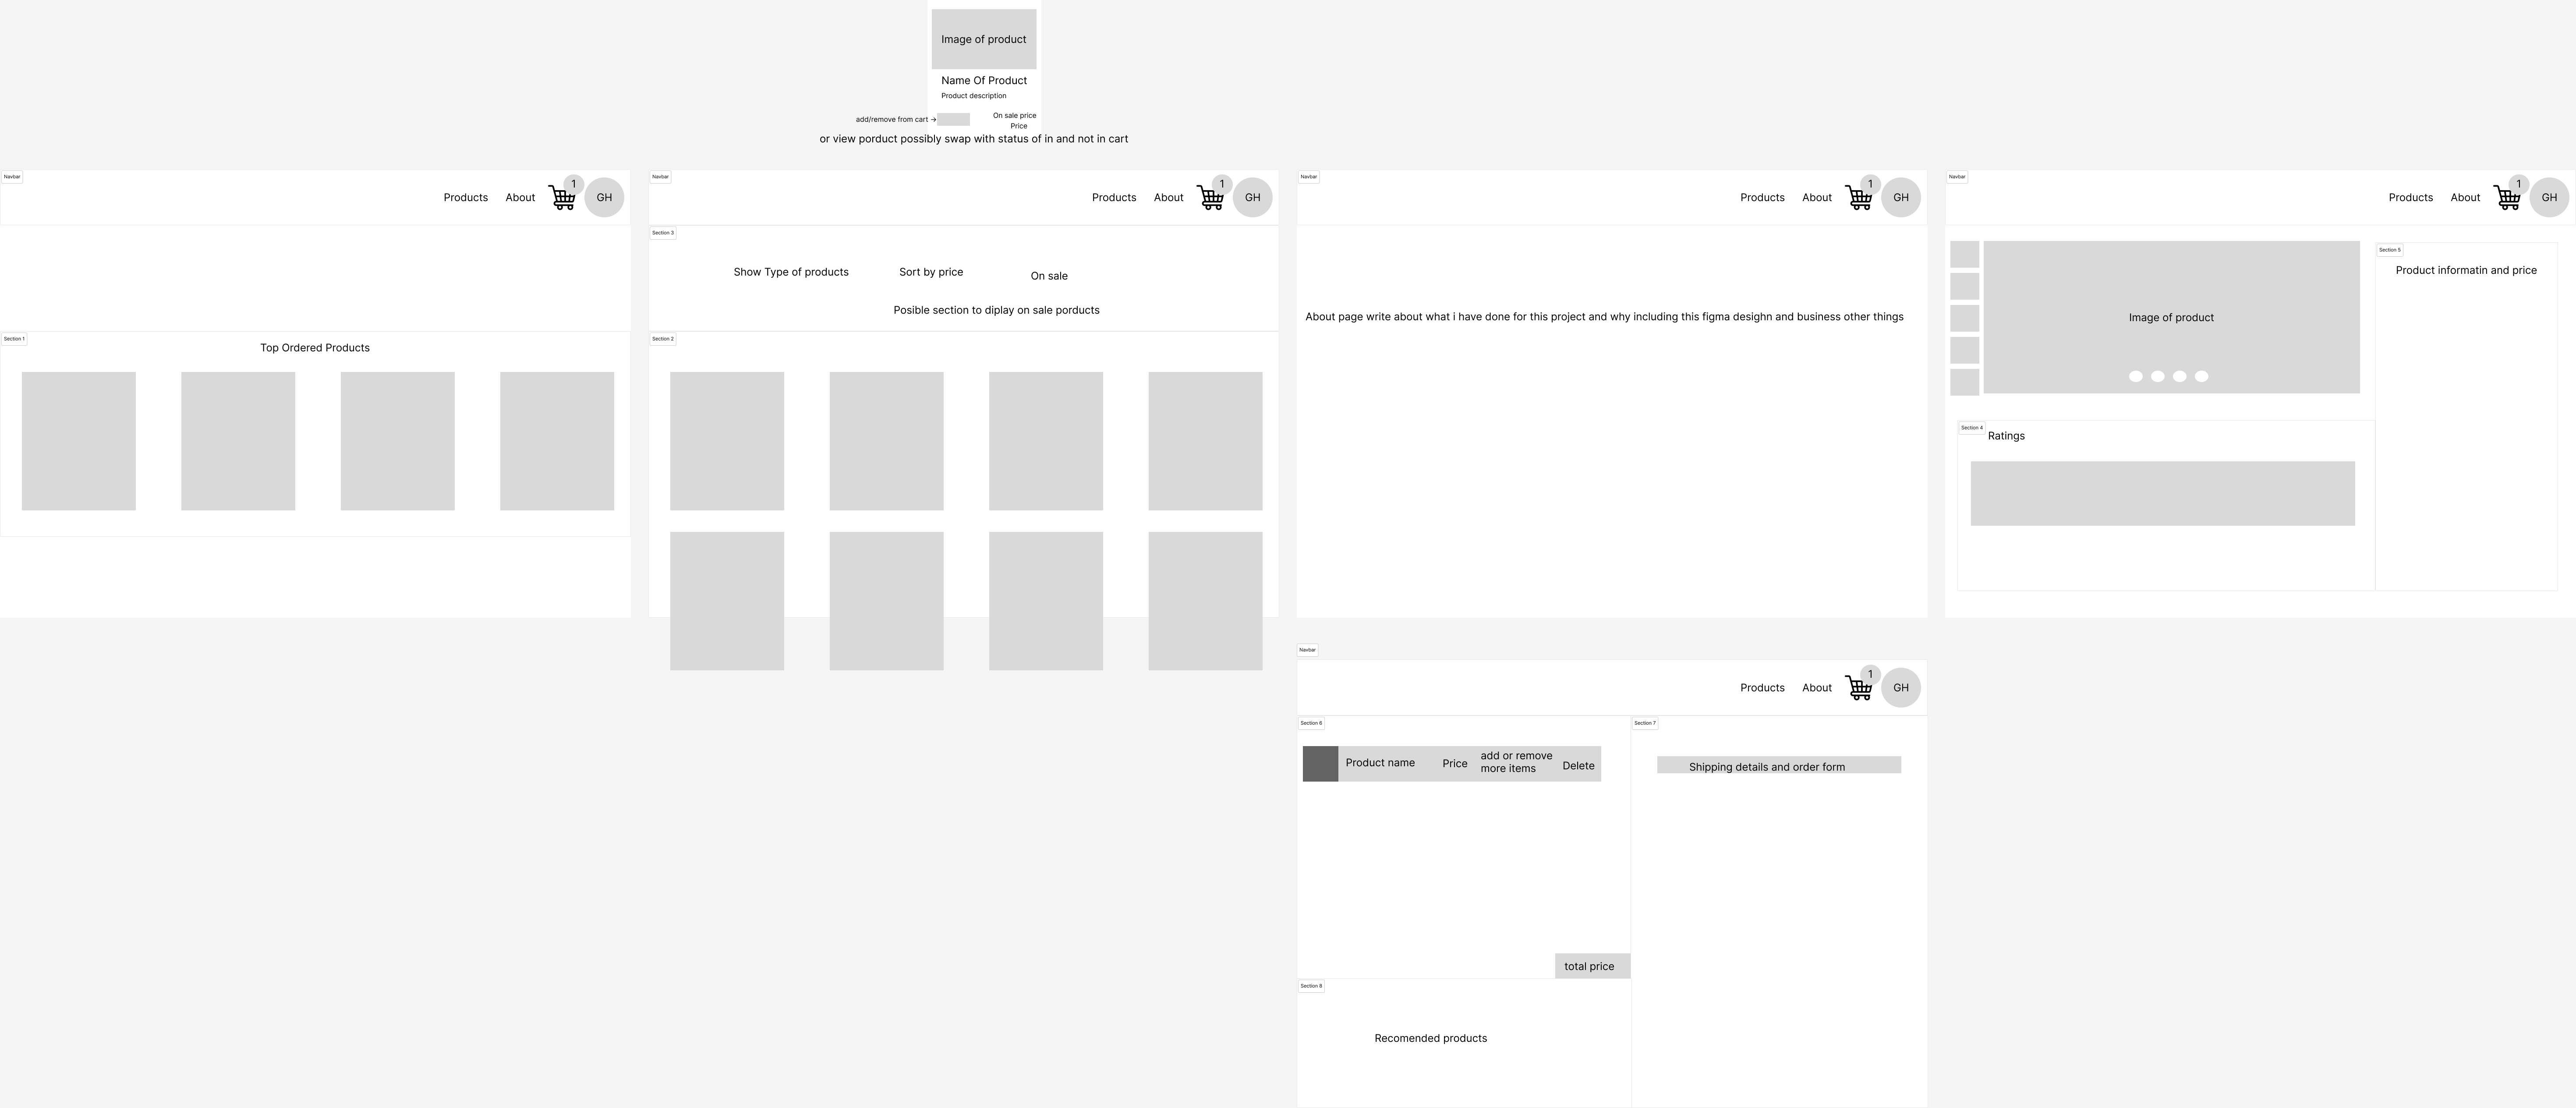 Image of product
Name Of Product
Product description
add/remove from cart →
On sale price
Price
or view porduct possibly swap with status of in and not in cart
Navbar
Products
About
1
GH
Section 1
Top Ordered Products
Navbar
Products
About
1
GH
Section 3
Show Type of products
Sort by price
On sale
Posible section to diplay on sale porducts
Section 2
Navbar
Products
About
1
GH
About page write about what i have done for this project and why including this figma desighn and business other things
Navbar
Products
About
1
GH
Image of product
Section 5
Product informatin and price
Section 4
Ratings
Navbar
Products
About
1
GH
Section 6
Product name
Price
add or remove
more items
Delete
total price
Section 7
Shipping details and order form
Section 8
Recomended products